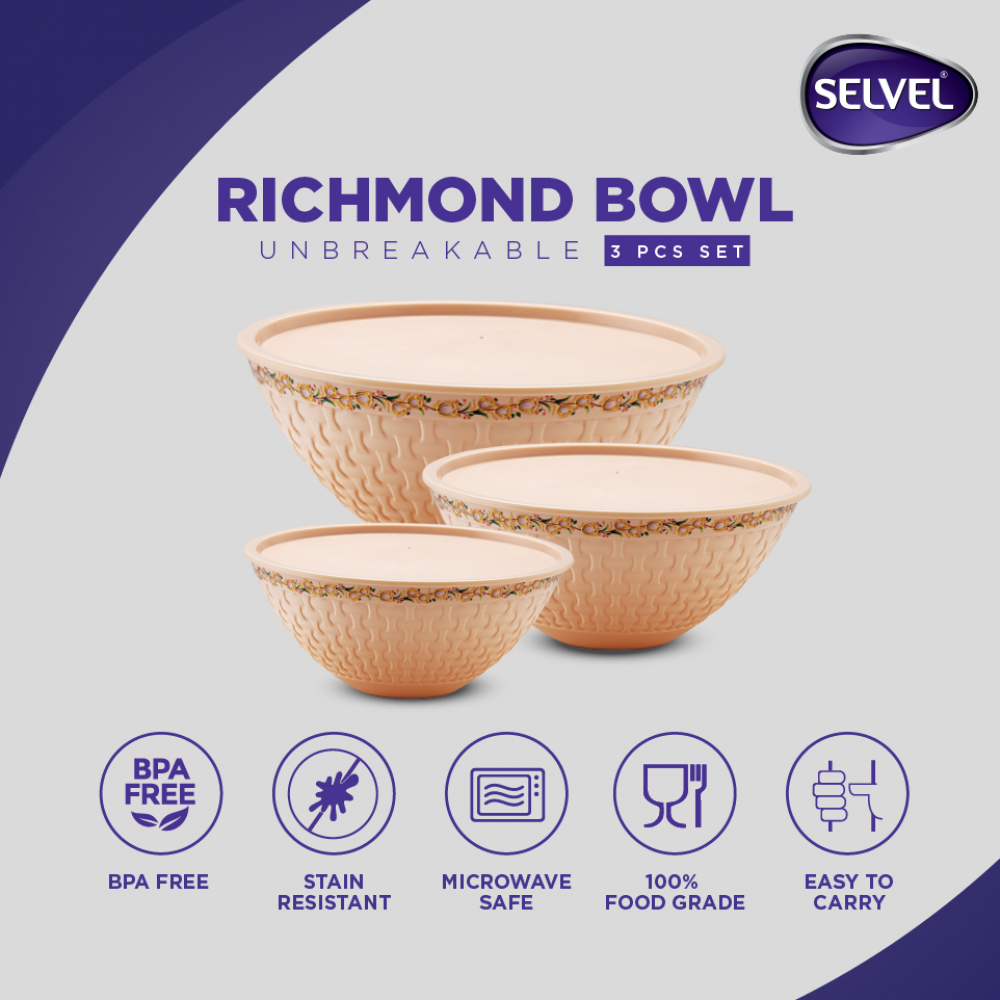 SELVEL®
RICHMOND BOWL
UNBREAKABLE 3 PCS SET
BPA
FREE
BPA FREE
STAIN
RESISTANT
MICROWAVE
SAFE
100%
FOOD GRADE
EASY TO
CARRY